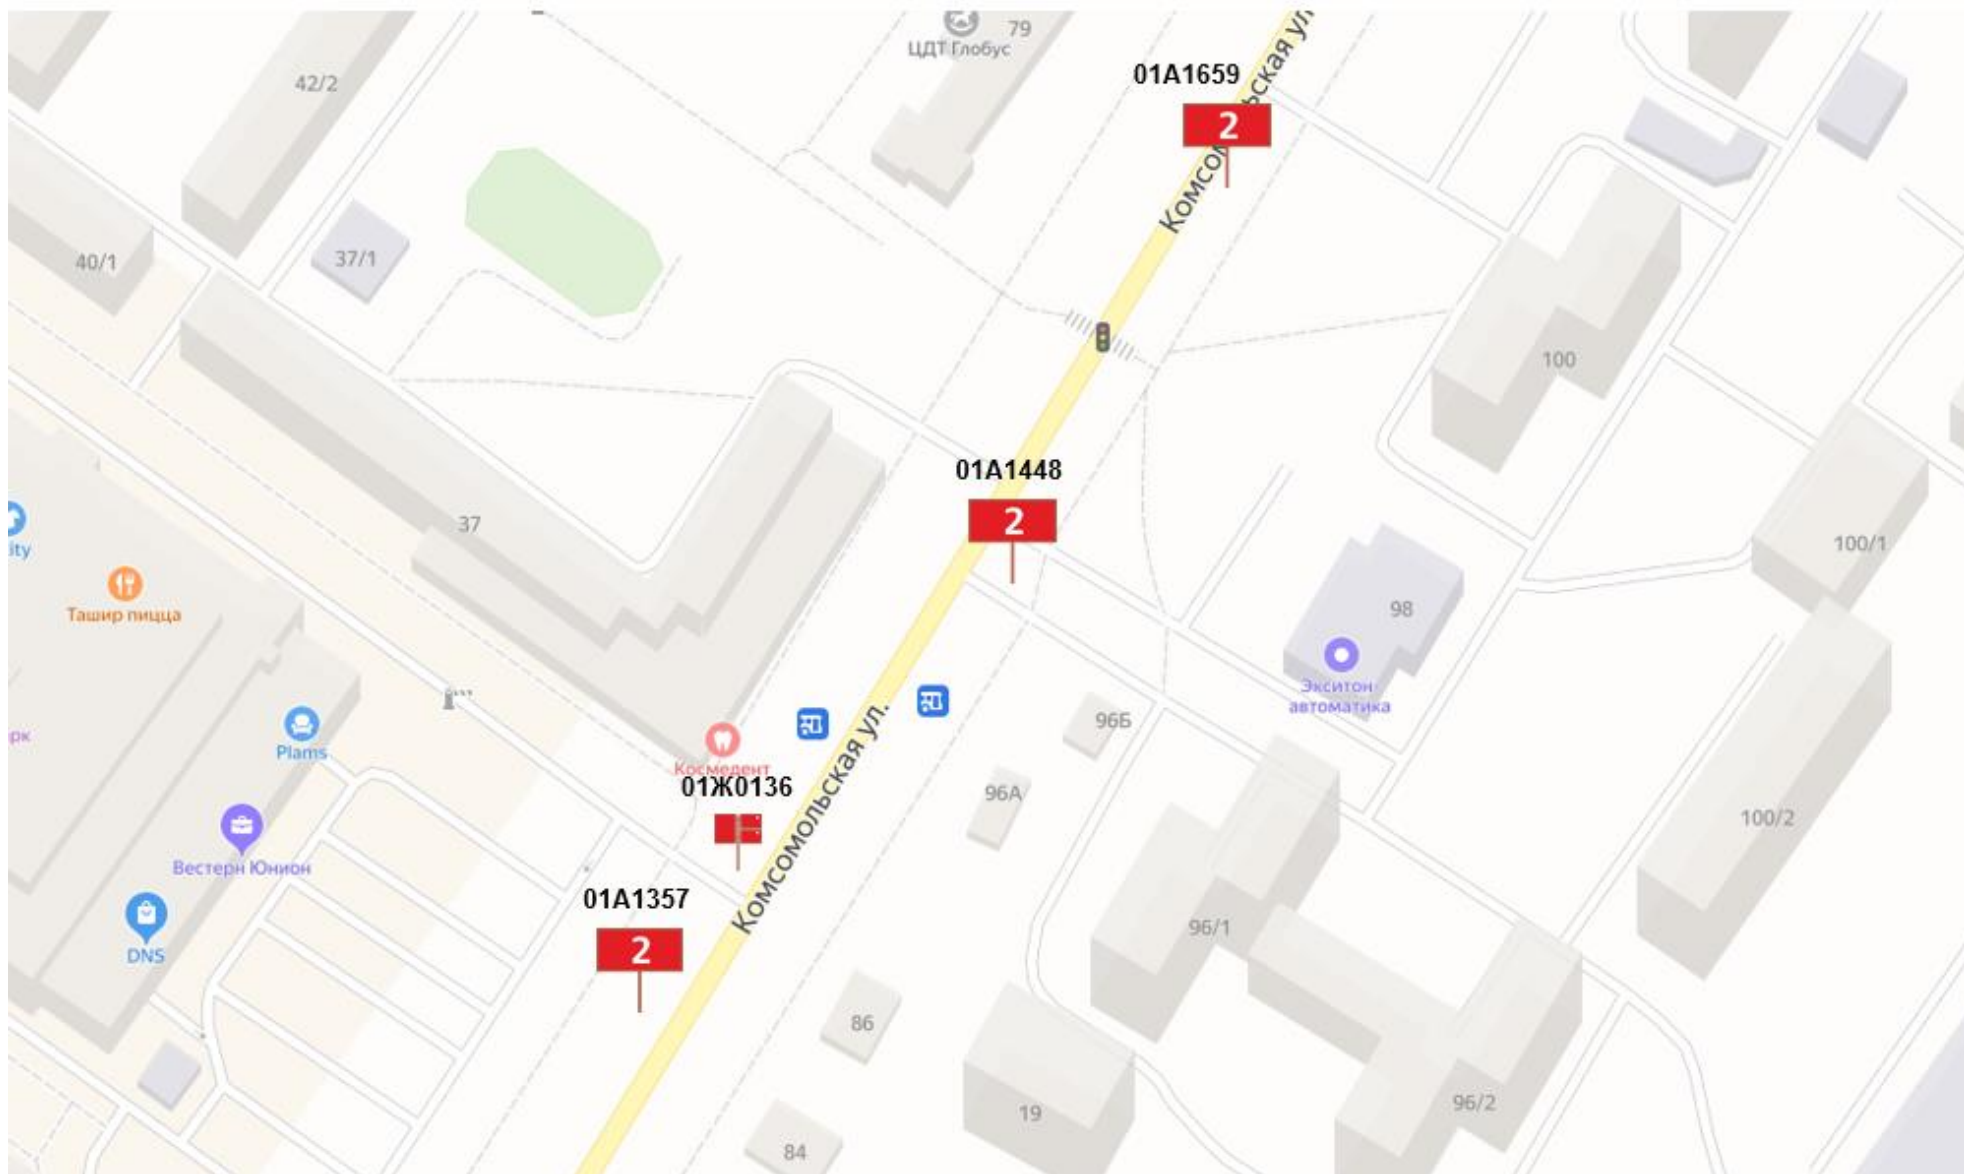 ЦДТ Глобус
79
42/2
01А1659
2
Комсомольская ул.
40/1
37/1
100
01А1448
2
37
100/1
Ташир пицца
98
Экситон-
автоматика
96Б
Plams
Космедент
01Ж0136
96А
Комсомольская ул.
100/2
Вестерн Юнион
01А1357
2
96/1
DNS
86
19
96/2
84